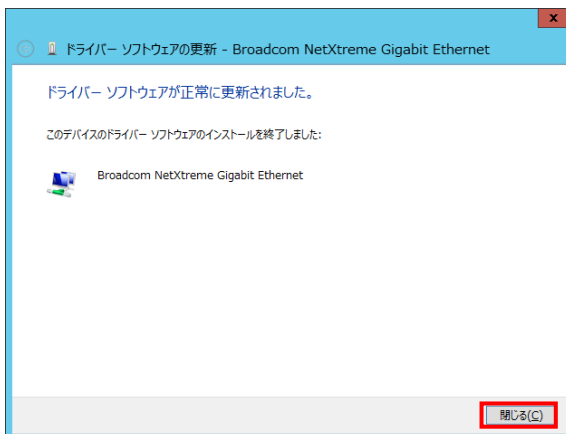 x
ドライバー ソフトウェアの更新 - Broadcom NetXtreme Gigabit Ethernet
ドライバー ソフトウェアが正常に更新されました。
このデバイスのドライバー ソフトウェアのインストールを終了しました:
Broadcom NetXtreme Gigabit Ethernet
閉じる(C)